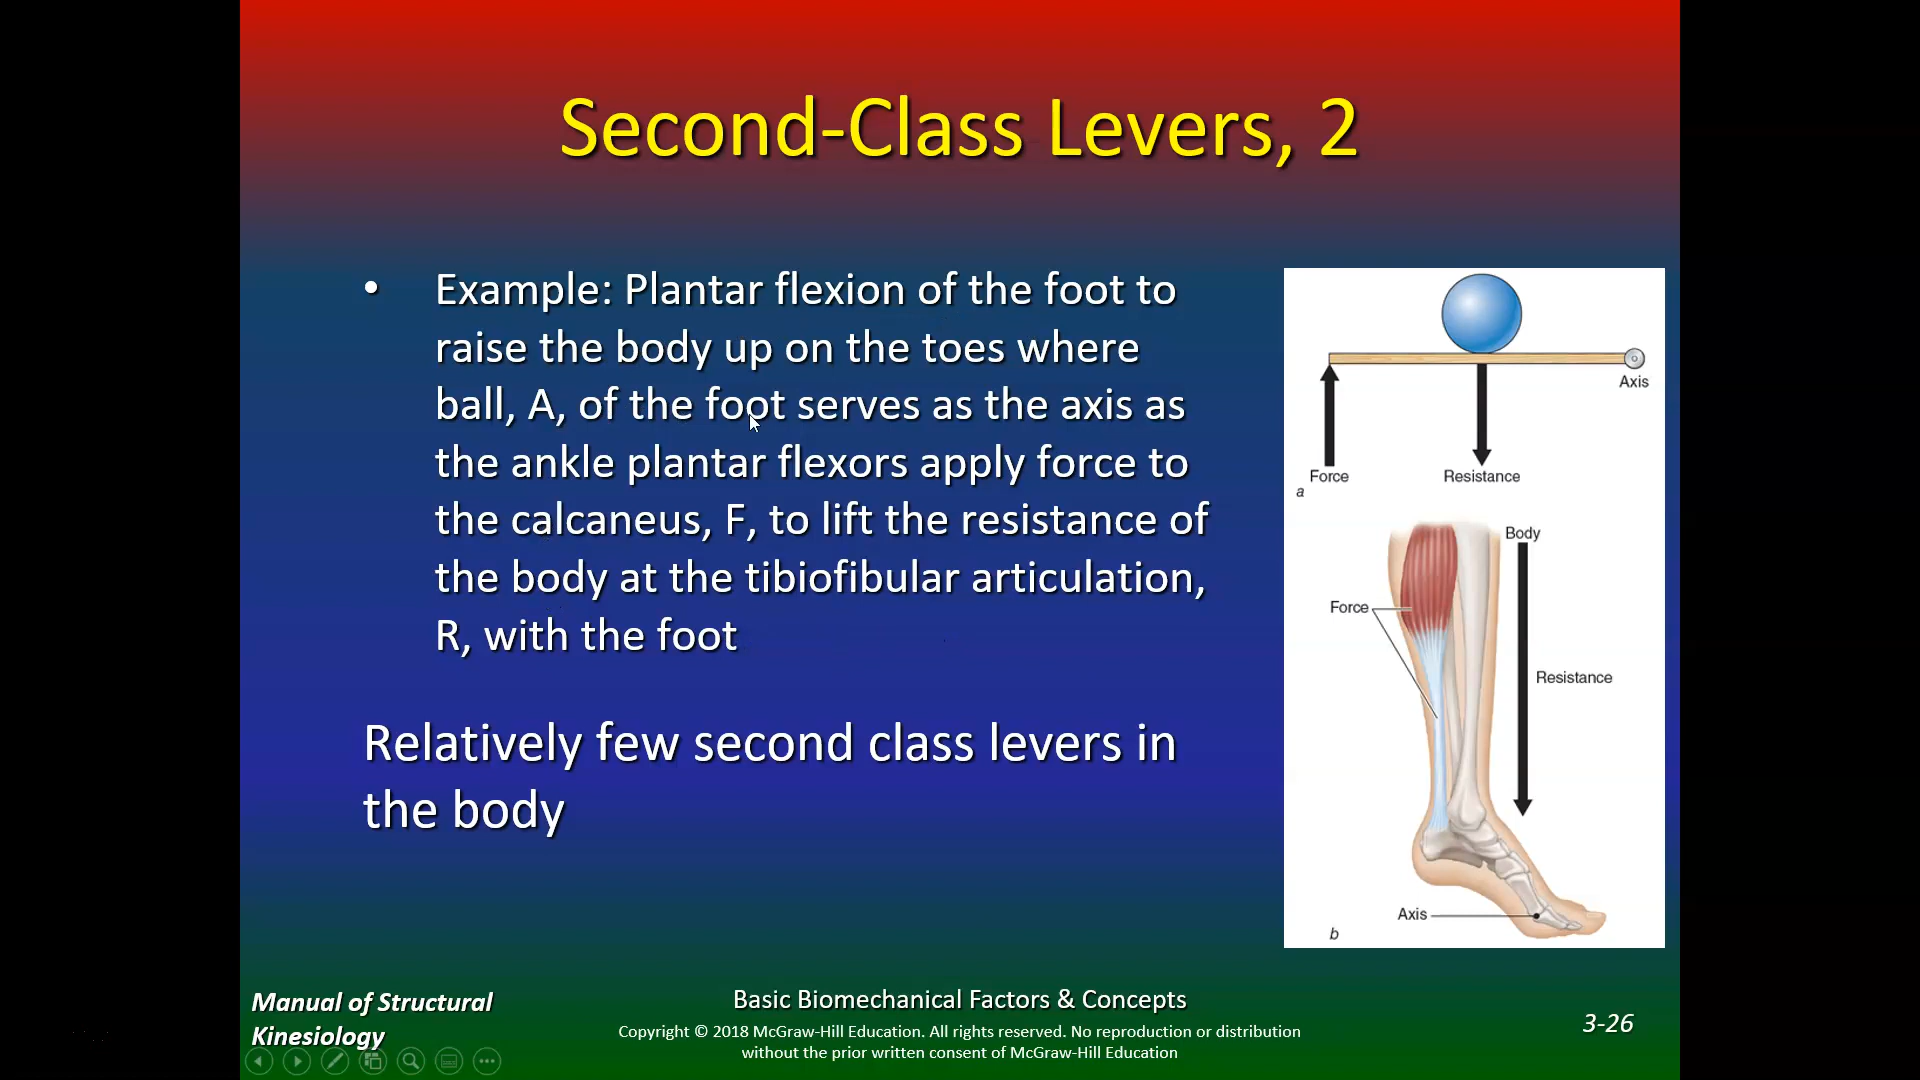 Second-Class Levers, 2
• Example: Plantar flexion of the foot to
raise the body up on the toes where
ball, A, of the foot serves as the axis as
the ankle plantar flexors apply force to
the calcaneus, F, to lift the resistance of
the body at the tibiofibular articulation,
R, with the foot
Relatively few second class levers in
the body
Axis
Force
Resistance
a
Body
Force
Resistance
Axis
b
Manual of Structural
Kinesiology
Basic Biomechanical Factors & Concepts
Copyright © 2018 McGraw-Hill Education. All rights reserved. No reproduction or distribution
without the prior written consent of McGraw-Hill Education
3-26